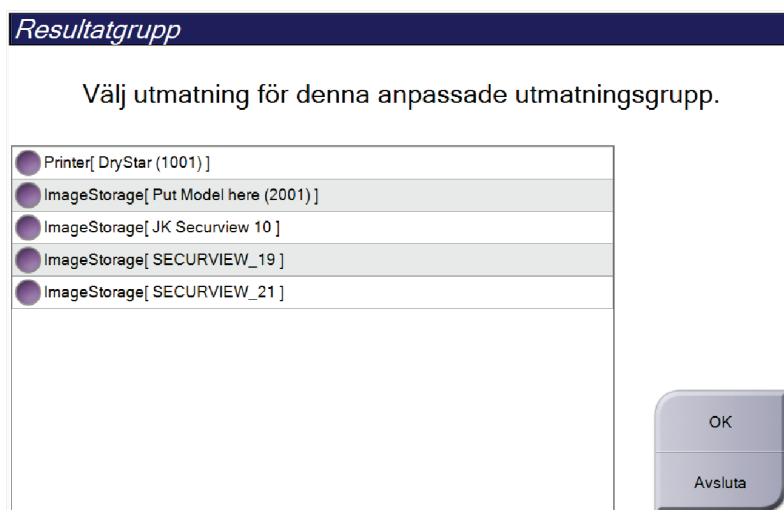 Resultatgrupp
Välj utmatning för denna anpassade utmatningsgrupp.
Printer[ DryStar (1001) ]
ImageStorage[ Put Model here (2001) ]
ImageStorage[ JK Securview 10 ]
ImageStorage[ SECURVIEW_19 ]
ImageStorage[ SECURVIEW_21 ]
OK
Avsluta